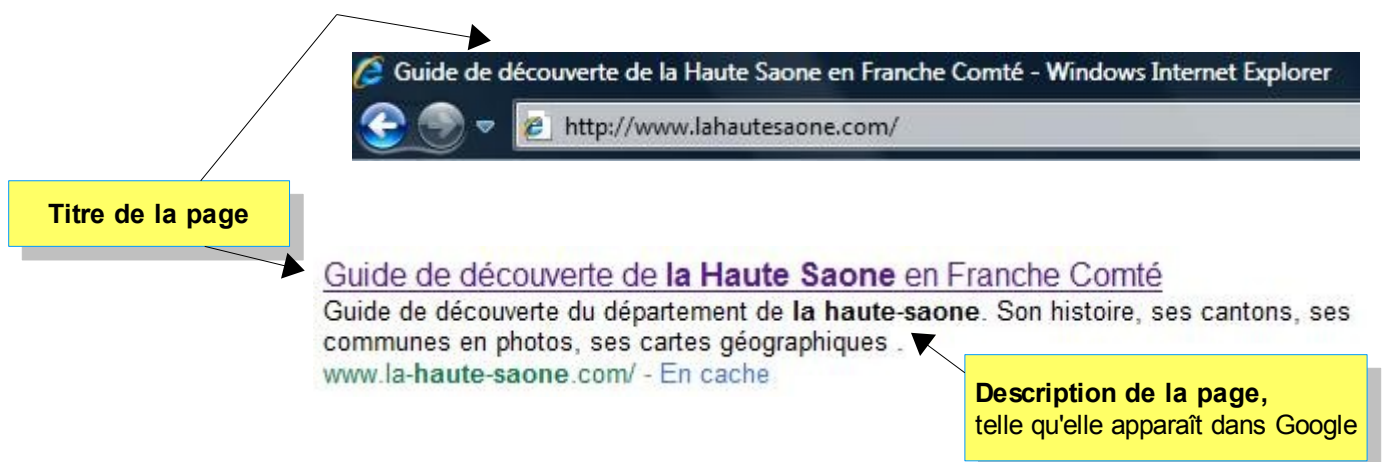 Guide de découverte de la Haute Saone en Franche Comté - Windows Internet Explorer
http://www.lahautesaone.com/
Titre de la page
Guide de découverte de la Haute Saone en Franche Comté
Guide de découverte du département de la haute-saone. Son histoire, ses cantons, ses
communes en photos, ses cartes géographiques .
www.la-haute-saone.com/ - En cache
Description de la page,
telle qu'elle apparaît dans Google